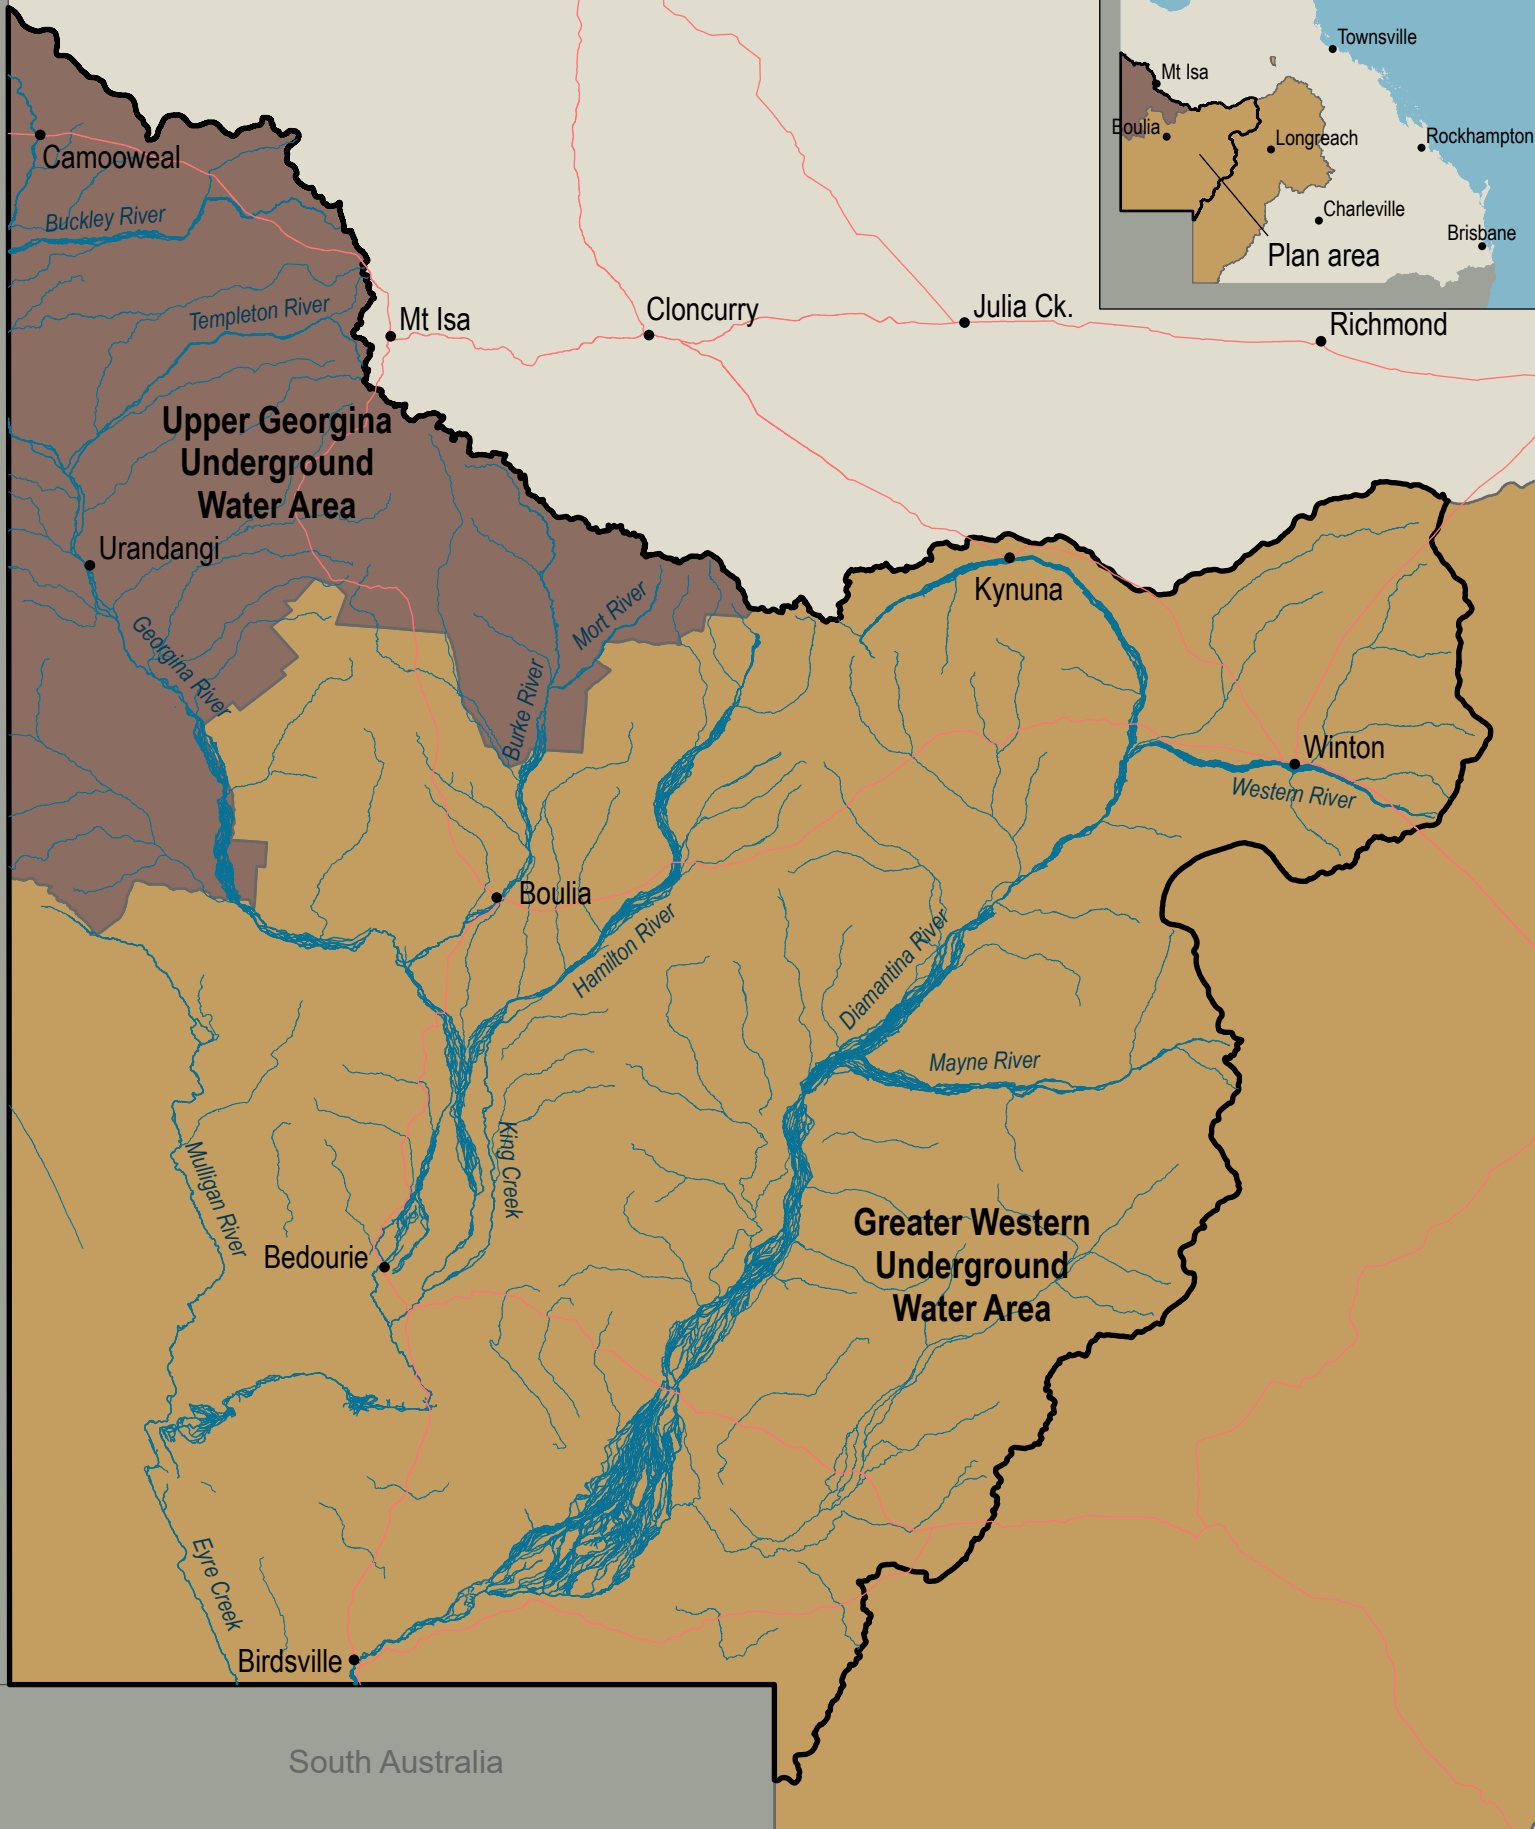 Townsville
Mt Isa
Boulia
Longreach
Rockhampton
Charleville
Brisbane
Plan area
Camooweal
Buckley River
Templeton River
Mt Isa
Cloncurry
Julia Ck.
Richmond
Upper Georgina
Underground
Water Area
Urandangi
Kynuna
Georgina River
Mort River
Burke River
Winton
Western River
Boulia
Hamilton River
Diamantina River
Mayne River
King Creek
Mulligan River
Bedourie
Greater Western
Underground
Water Area
Eyre Creek
Birdsville
South Australia